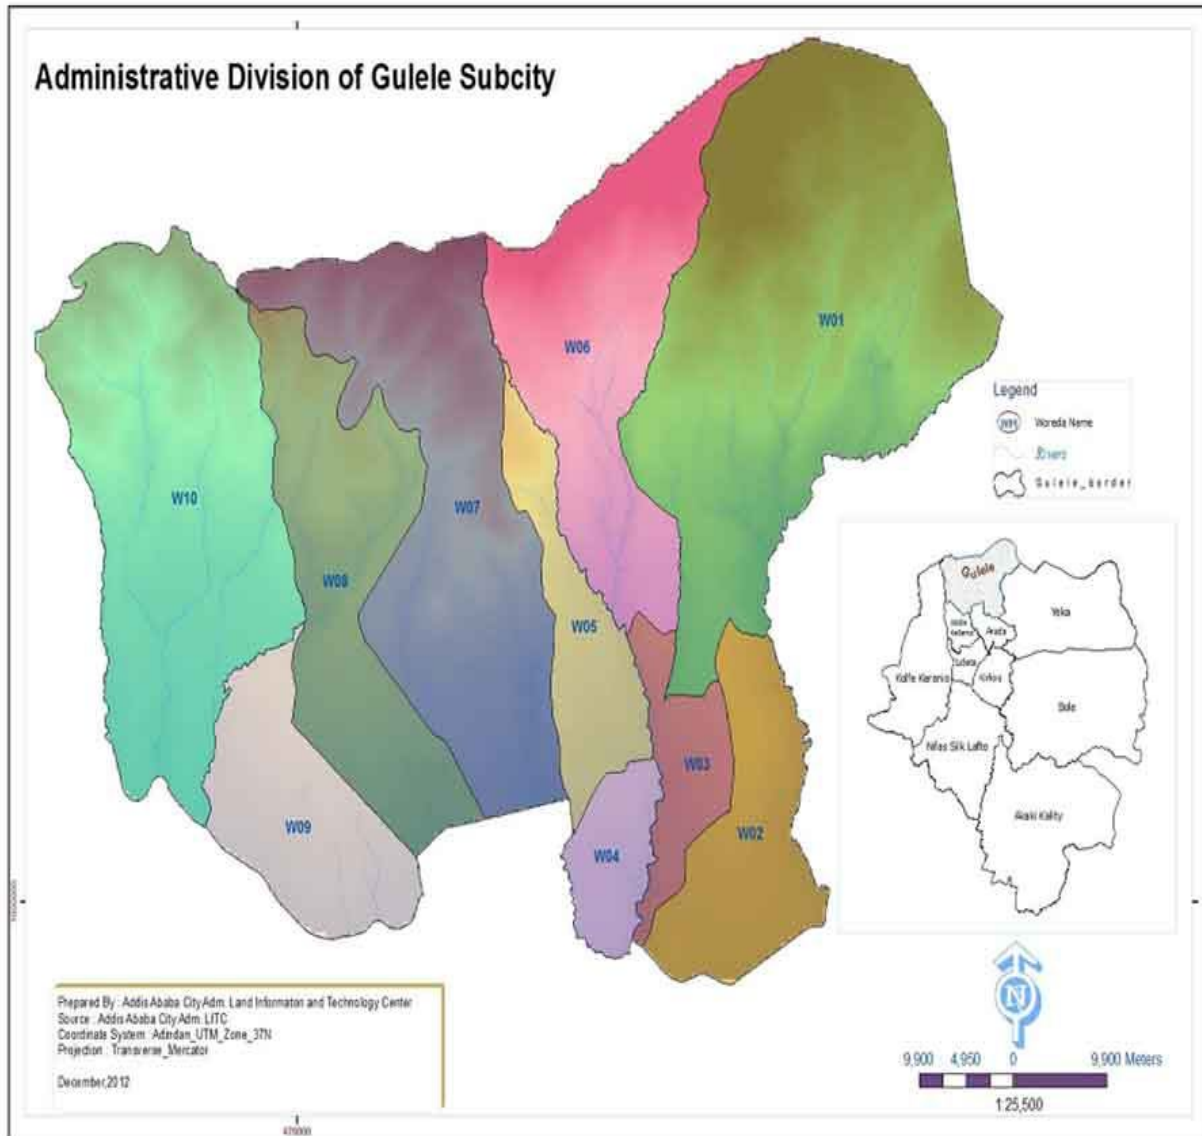 Administrative Division of Gulele Subcity
W01
W06
W10
W07
W08
W05
W03
W09
W02
W04
Legend
Woreda Name
Rivers
Gulele_border
Gulele
Yeka
Arada
Kolfe Keranio
Lideta
Kirkos
Bole
Nifas Silk Lafto
Akaki Kality
N
Prepared By : Addis Ababa City Adm. Land Information and Technology Center
Source : Addis Ababa City Adm. LITC
Coordinate System : Adindan_UTM_Zone_37N
Projection : Transverse_Mercator
December,2012
9,900 4,950 0 9,900 Meters
1:25,500